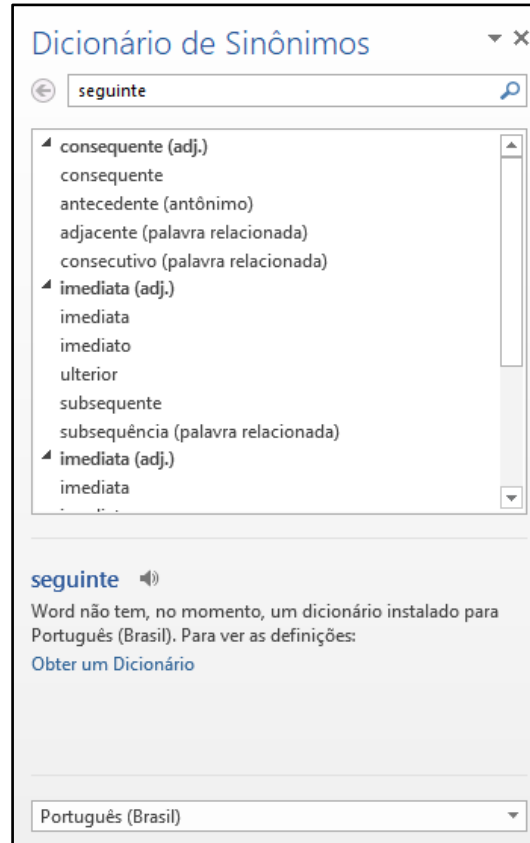 Dicionário de Sinônimos
seguinte
consequente (adj.)
consequente
antecedente (antônimo)
adjacente (palavra relacionada)
consecutivo (palavra relacionada)
imediata (adj.)
imediata
imediato
ulterior
subsequente
subsequência (palavra relacionada)
imediata (adj.)
imediata
seguinte
Word não tem, no momento, um dicionário instalado para
Português (Brasil). Para ver as definições:
Obter um Dicionário
Português (Brasil)